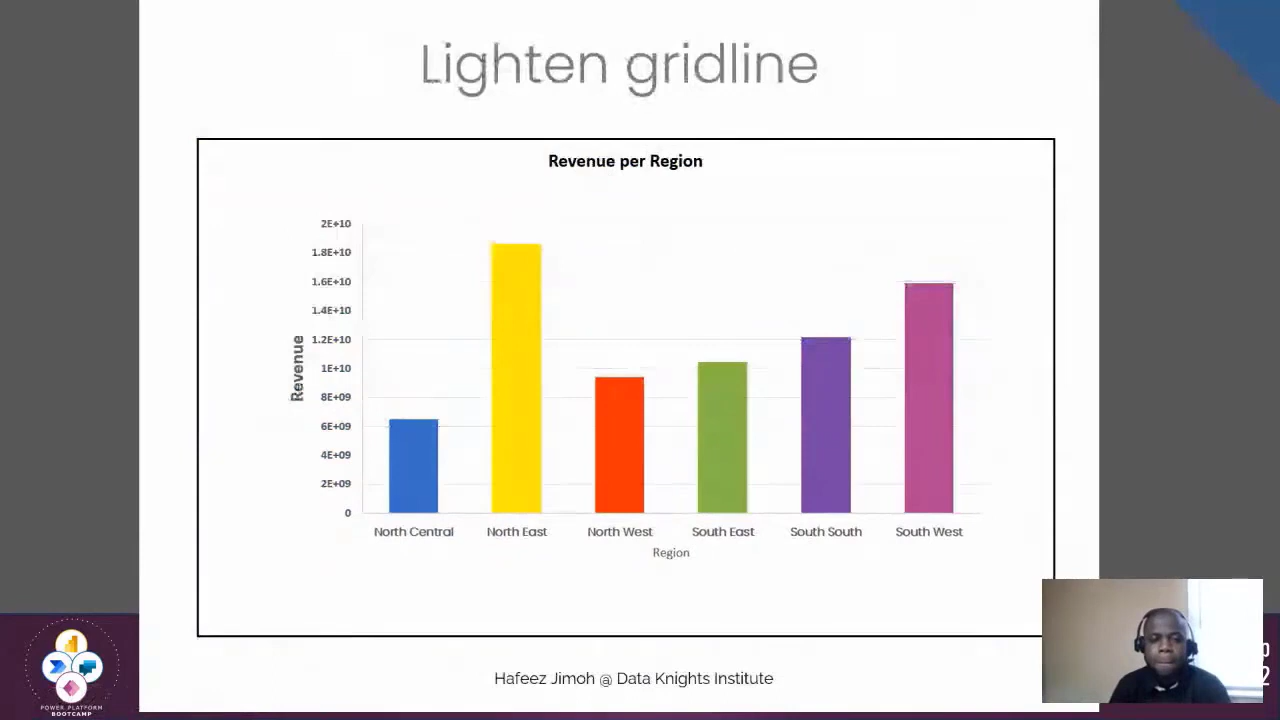 Lighten gridline
Revenue per Region
2E+10
1.8E+10
1.6E+10
1.4E+10
1.2E+10
1E+10
8E+09
6E+09
4E+09
2E+09
0
Revenue
North Central North East North West South East South South South West
Region
Hafeez Jimoh @ Data Knights Institute
POWER PLATFORM
BOOTCAMP
p
2